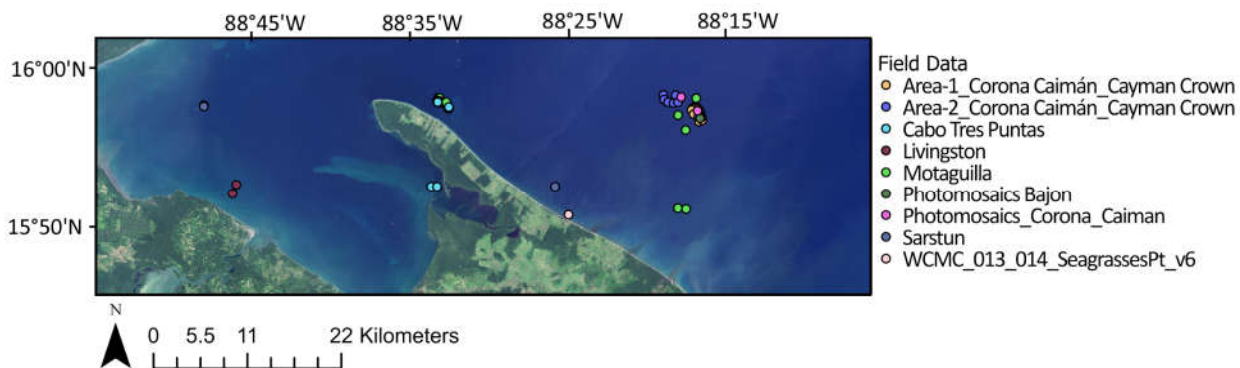 88°45'W 88°35'W 88°25'W 88°15'W
16°00'N
15°50'N
Field Data
Area-1_Corona Caimán_Cayman Crown
Area-2_Corona Caimán_Cayman Crown
Cabo Tres Puntas
Livingston
Motaguilla
Photomosaics Bajon
Photomosaics_Corona_Caiman
Sarstun
WCMC_013_014_SeagrassesPt_v6
N
0 5.5 11 22 Kilometers